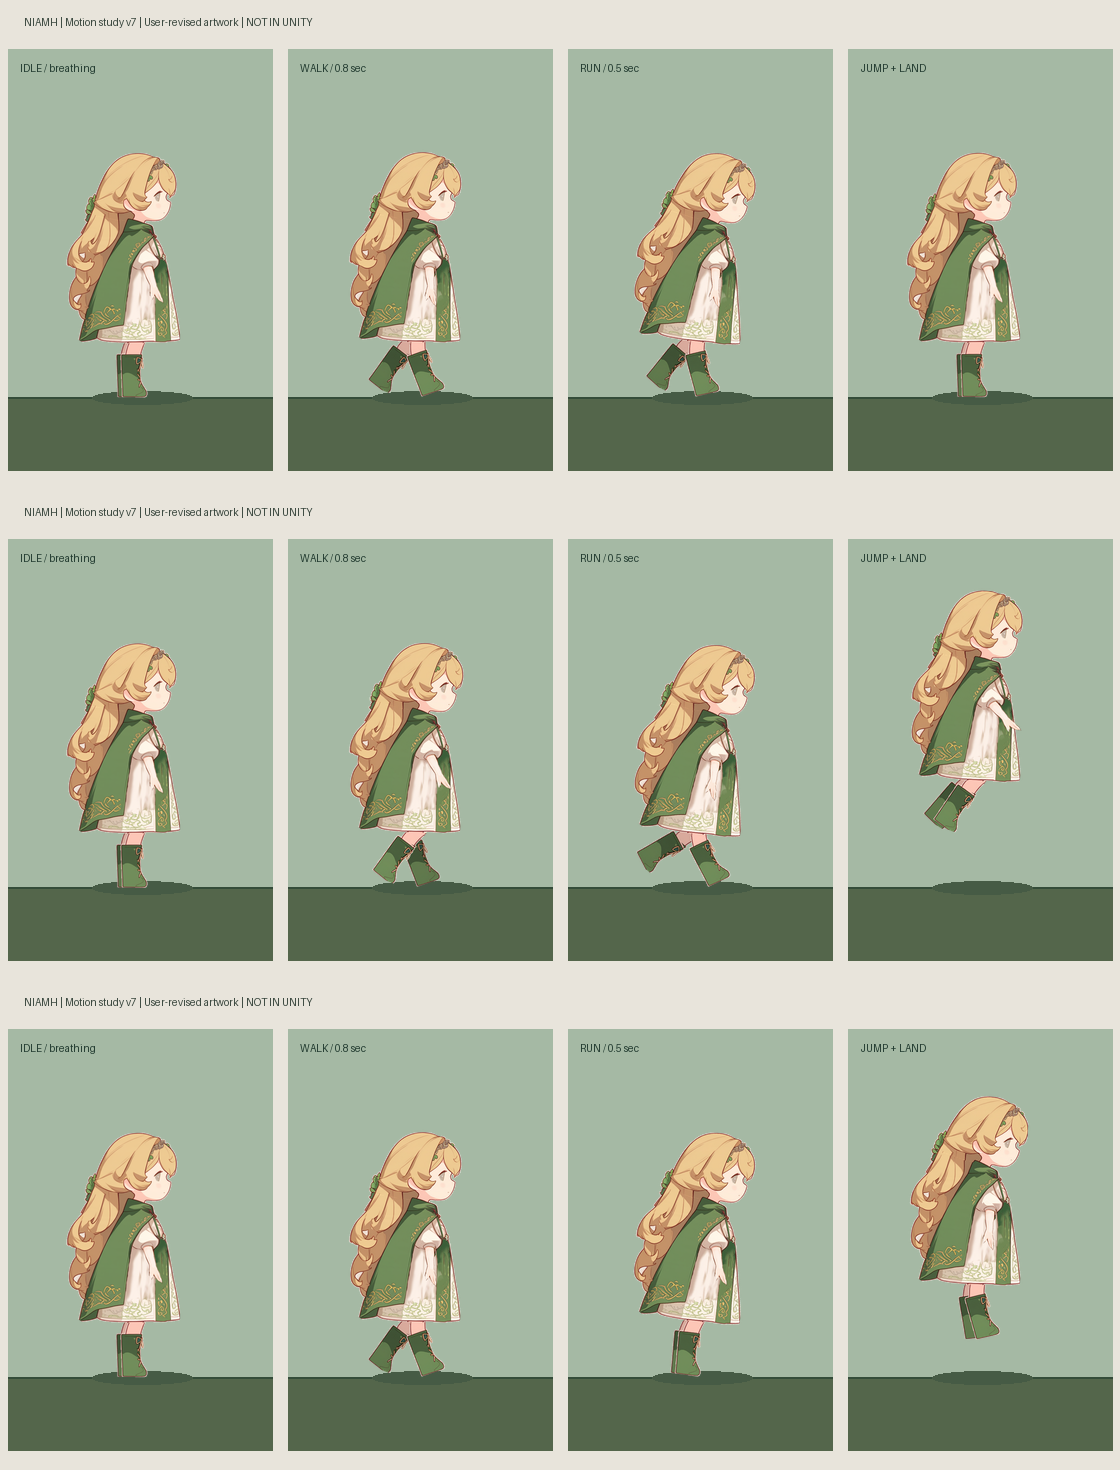 NIAMH | Motion study v7 | User-revised artwork | NOT IN UNITY
IDLE / breathing
WALK / 0.8 sec
RUN / 0.5 sec
JUMP + LAND
NIAMH | Motion study v7 | User-revised artwork | NOT IN UNITY
IDLE / breathing
WALK / 0.8 sec
RUN / 0.5 sec
JUMP + LAND
NIAMH | Motion study v7 | User-revised artwork | NOT IN UNITY
IDLE / breathing
WALK / 0.8 sec
RUN / 0.5 sec
JUMP + LAND